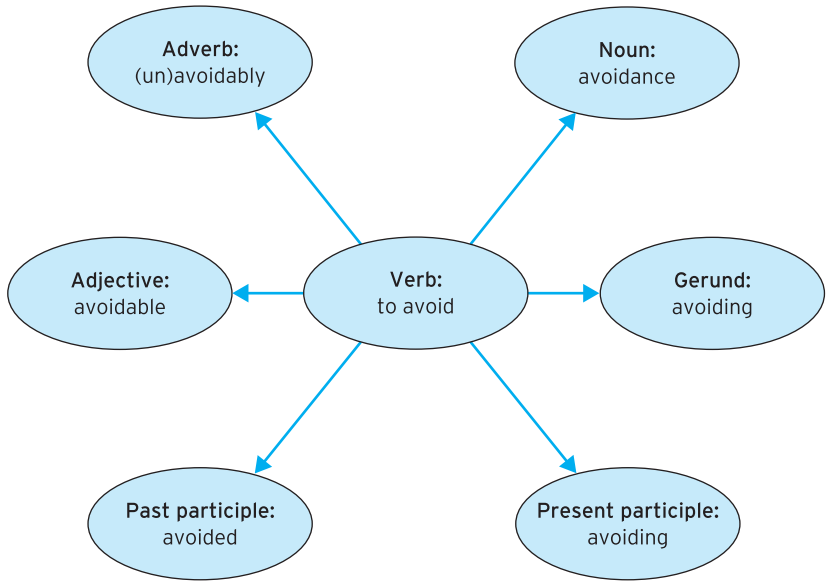 Adverb:
(un)avoidably
Noun:
avoidance
Adjective:
avoidable
Verb:
to avoid
Gerund:
avoiding
Past participle:
avoided
Present participle:
avoiding